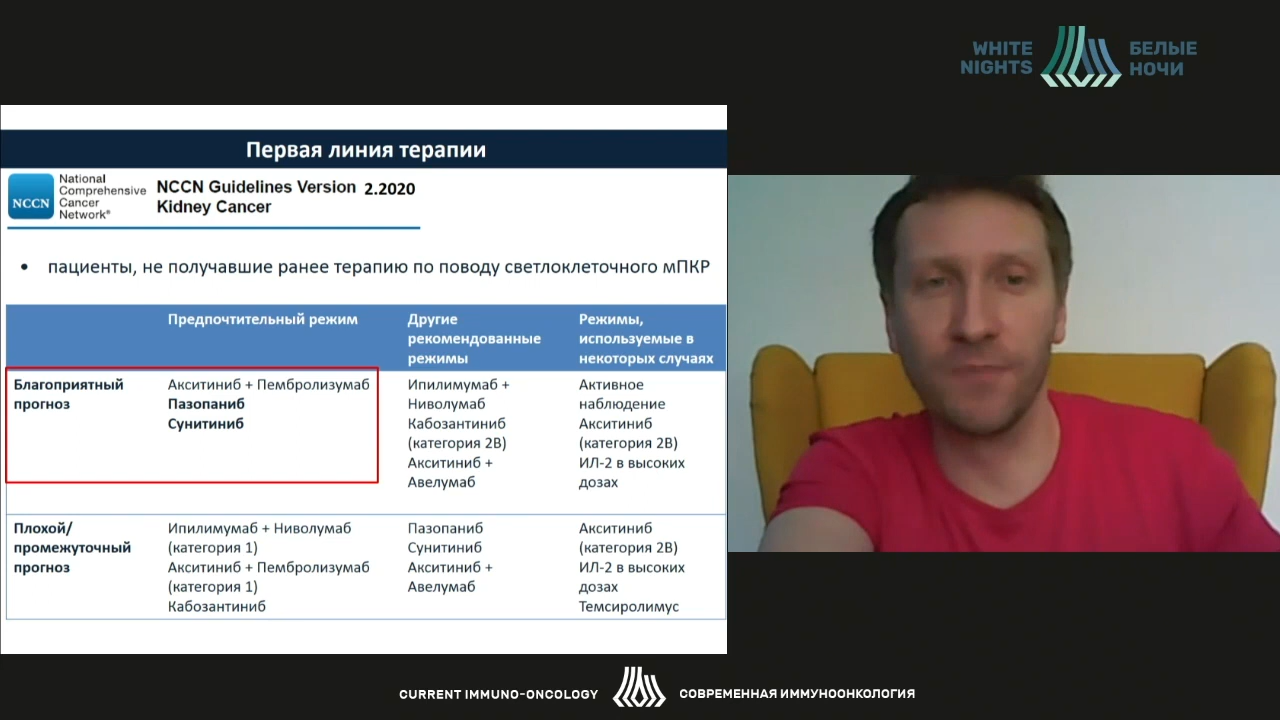 WHITE
NIGHTS
БЕЛЫЕ
НОЧИ
Первая линия терапии
NCCN
National
Comprehensive
Cancer
Network®
NCCN Guidelines Version 2.2020
Kidney Cancer
• пациенты, не получавшие ранее терапию по поводу светлоклеточного мПКР
Предпочтительный режим
Другие
рекомендованные
режимы
Режимы,
используемые в
некоторых случаях
Благоприятный
прогноз
Акситиниб + Пембролизумаб
Пазопаниб
Сунитиниб
Ипилимумаб +
Ниволумаб
Кабозантиниб
(категория 2B)
Акситиниб +
Авелумаб
Активное
наблюдение
Акситиниб
(категория 2B)
ИЛ-2 в высоких
дозах
Плохой/
промежуточный
прогноз
Ипилимумаб + Ниволумаб
(категория 1)
Акситиниб + Пембролизумаб
(категория 1)
Кабозантиниб
Пазопаниб
Сунитиниб
Акситиниб +
Авелумаб
Акситиниб
(категория 2B)
ИЛ-2 в высоких
дозах
Темсиролимус
CURRENT IMMUNO-ONCOLOGY
СОВРЕМЕННАЯ ИММУНООНКОЛОГИЯ